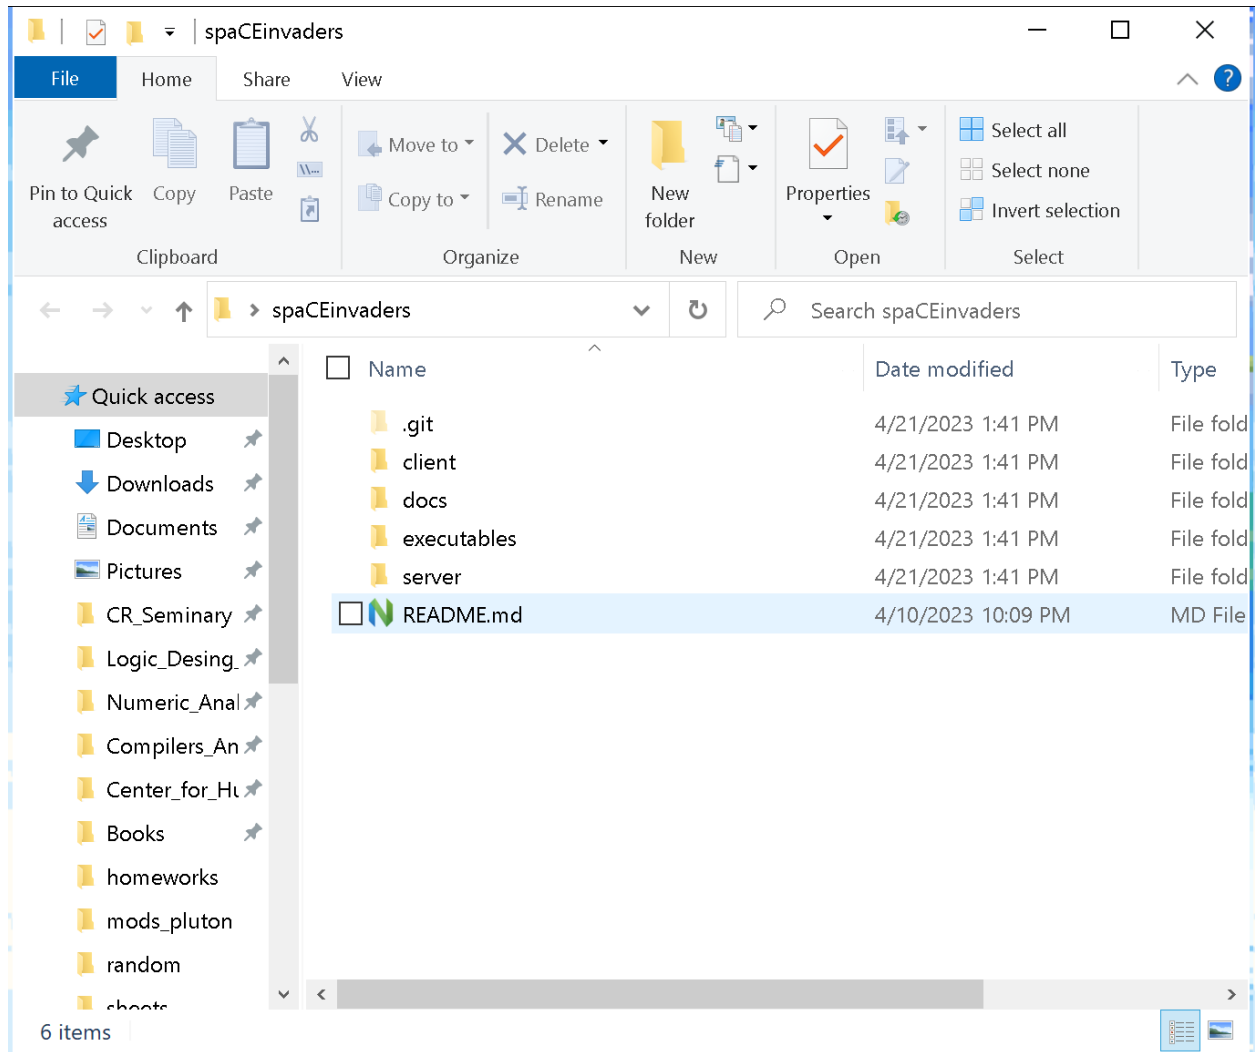 spaCEinvaders
File Home Share View
?
Pin to Quick access
Copy
Paste
Clipboard
Move to
Copy to
Delete
Rename
Organize
New folder
New
Properties
Open
Select all
Select none
Invert selection
Select
spaCEinvaders
Search spaCEinvaders
Quick access
Desktop
Downloads
Documents
Pictures
CR_Seminary
Logic_Desing_
Numeric_Anal
Compilers_An
Center_for_Hu
Books
homeworks
mods_pluton
random
sheets
Name Date modified Type
.git 4/21/2023 1:41 PM File fold
client 4/21/2023 1:41 PM File fold
docs 4/21/2023 1:41 PM File fold
executables 4/21/2023 1:41 PM File fold
server 4/21/2023 1:41 PM File fold
README.md 4/10/2023 10:09 PM MD File
6 items